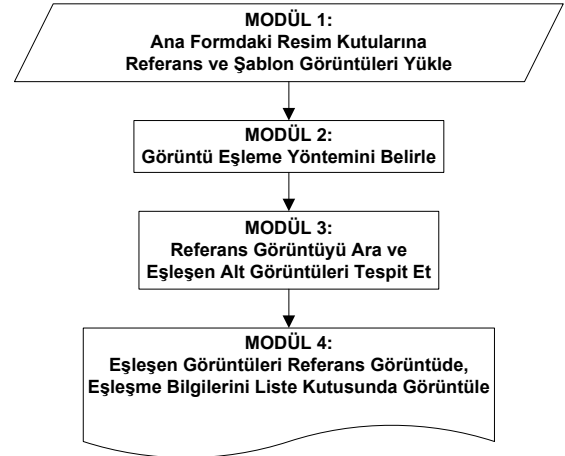 MODÜL 1:
Ana Formdaki Resim Kutularına
Referans ve Şablon Görüntüleri Yükle
MODÜL 2:
Görüntü Eşleme Yöntemini Belirle
MODÜL 3:
Referans Görüntüyü Ara ve
Eşleşen Alt Görüntüleri Tespit Et
MODÜL 4:
Eşleşen Görüntüleri Referans Görüntüde,
Eşleşme Bilgilerini Liste Kutusunda Görüntüle